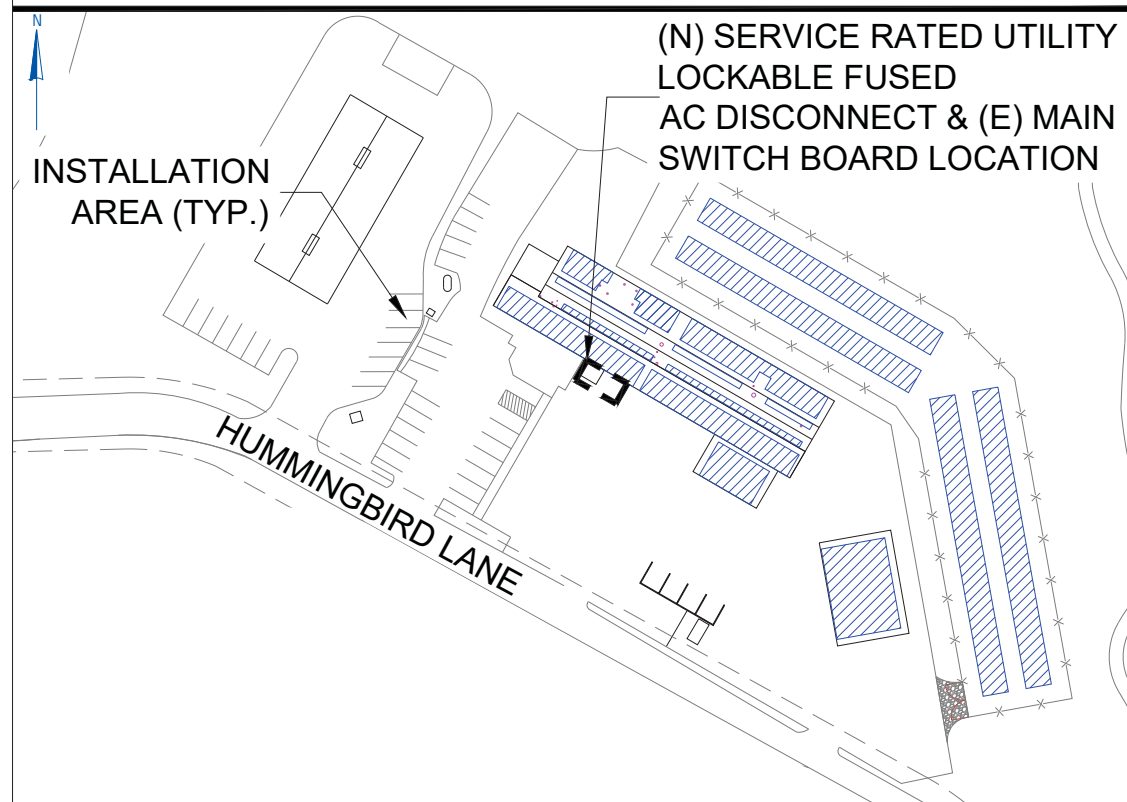 N
(N) SERVICE RATED UTILITY
LOCKABLE FUSED
AC DISCONNECT & (E) MAIN
SWITCH BOARD LOCATION
INSTALLATION
AREA (TYP.)
HUMMINGBIRD LANE